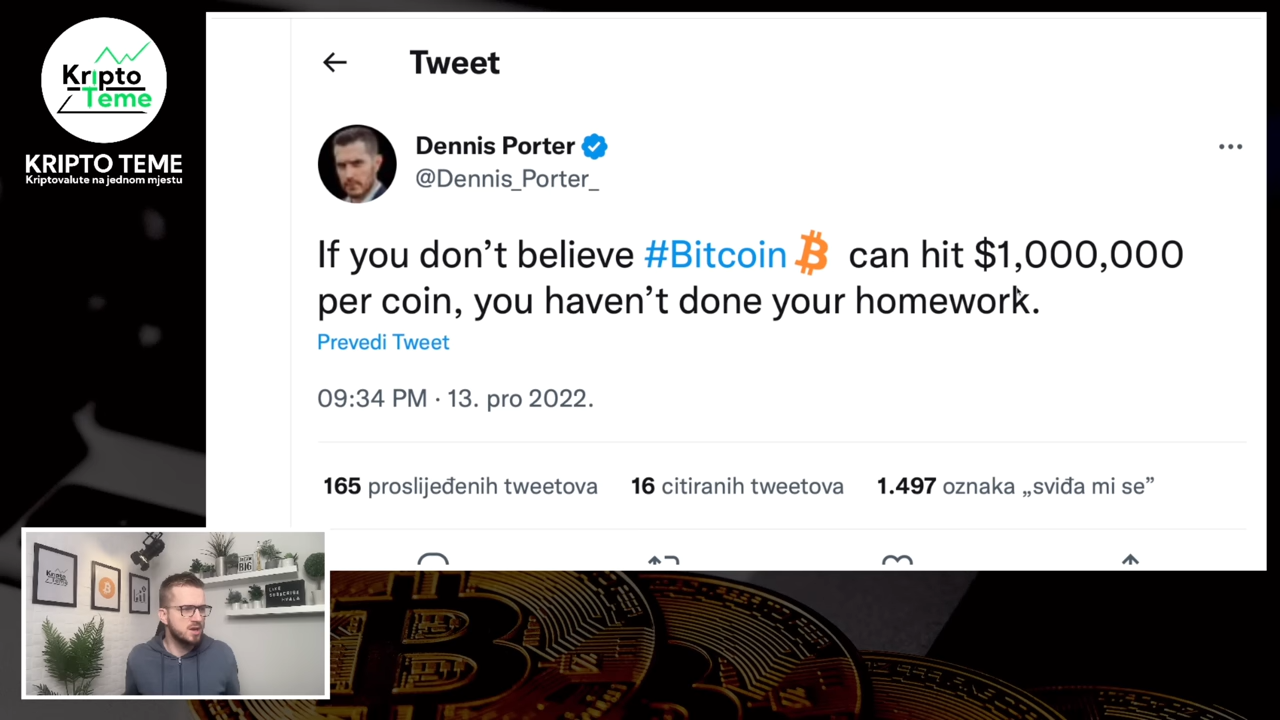 Kripto
Teme
KRIPTO TEME
Kriptovalute na jednom mjestu
Tweet
Dennis Porter
@Dennis_Porter_
If you don’t believe #Bitcoin can hit $1,000,000
per coin, you haven’t done your homework.
Prevedi Tweet
09:34 PM · 13. pro 2022.
165 proslijeđenih tweetova 16 citiranih tweetova 1.497 oznaka „sviđa mi se”
Kripto
BIG